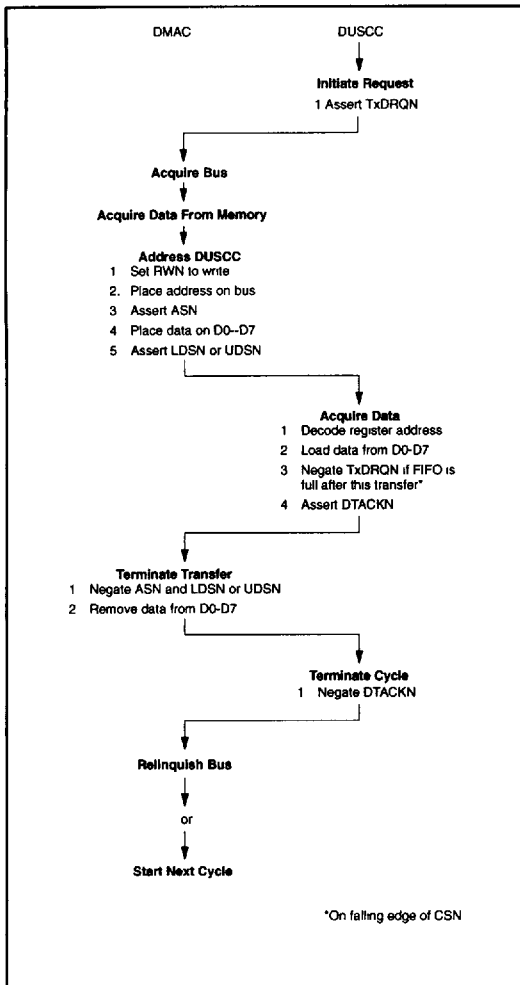 DMAC DUSCC
Initiate Request
1 Assert TxDRQN
Acquire Bus
Acquire Data From Memory
Address DUSCC
1 Set RWN to write
2. Place address on bus
3 Assert ASN
4 Place data on D0--D7
5 Assert LDSN or UDSN
Acquire Data
1 Decode register address
2 Load data from D0-D7
3 Negate TxDRQN if FIFO is
full after this transfer*
4 Assert DTACKN
Terminate Transfer
1 Negate ASN and LDSN or UDSN
2 Remove data from D0-D7
Terminate Cycle
1 Negate DTACKN
Relinquish Bus
or
Start Next Cycle
*On falling edge of CSN